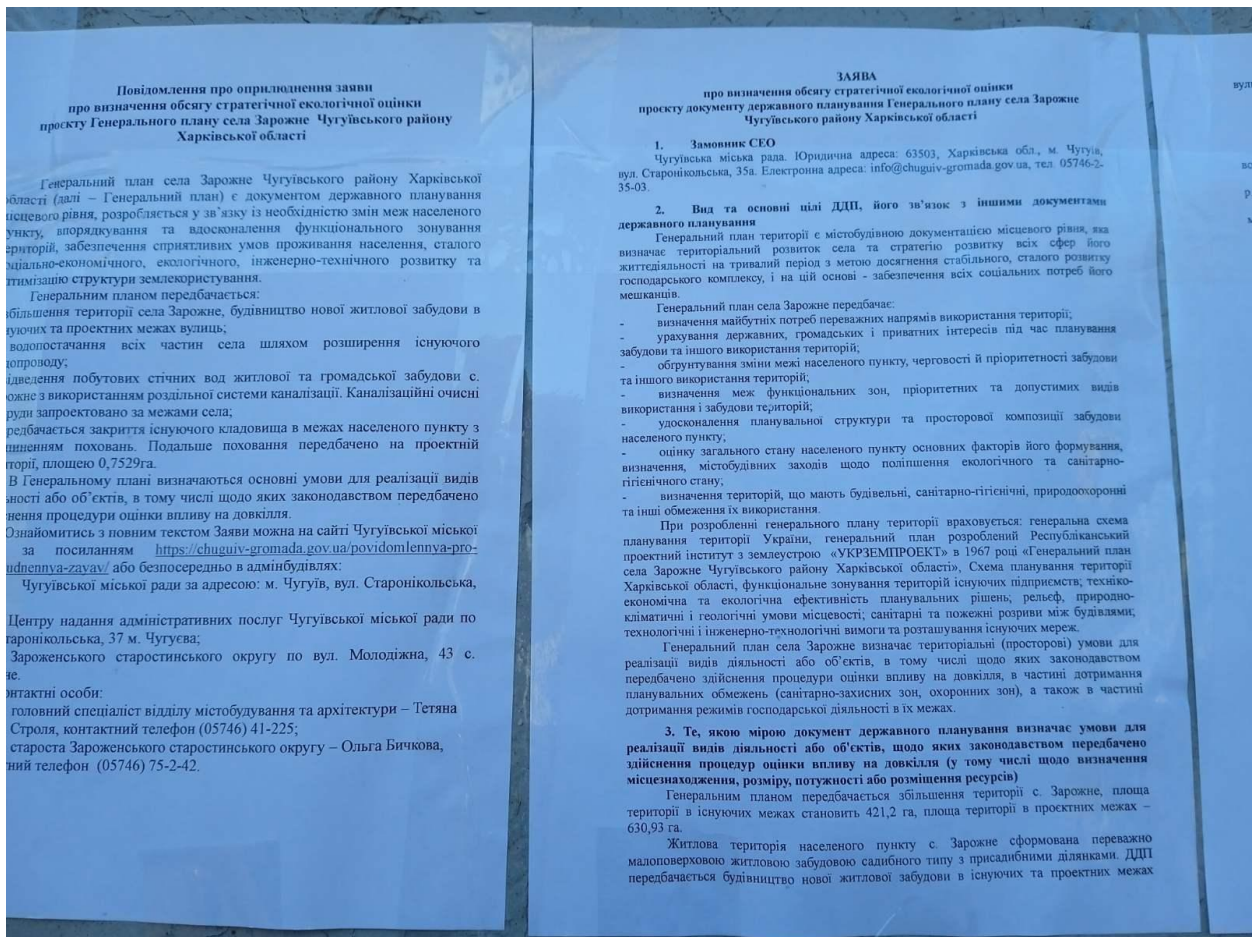 Повідомлення про оприлюднення заяви
про визначення обсягу стратегічної екологічної оцінки
проєкту Генерального плану села Зарожне Чугуївського району
Харківської області
Генеральний план села Зарожне Чугуївського району Харківської
області (далі – Генеральний план) є документом державного планування
місцевого рівня, розробляється у зв’язку із необхідністю змін меж населеного
пункту, впорядкування та вдосконалення функціонального зонування
територій, забезпечення сприятливих умов проживання населення, сталого
соціально-економічного, екологічного, інженерно-технічного розвитку та
оптимізацію структури землекористування.
Генеральним планом передбачається:
збільшення території села Зарожне, будівництво нової житлової забудови в
існуючих та проектних межах вулиць;
водопостачання всіх частин села шляхом розширення існуючого
водопроводу;
відведення побутових стічних вод житлової та громадської забудови с.
Зарожне з використанням роздільної системи каналізації. Каналізаційні очисні
споруди запроектовано за межами села;
передбачається закриття існуючого кладовища в межах населеного пункту з
поховань. Подальше поховання передбачено на проектній
території, площею 0,7529га.
В Генеральному плані визначаються основні умови для реалізації видів
діяльності або об’єктів, в тому числі щодо яких законодавством передбачено
здійснення процедури оцінки впливу на довкілля.
Ознайомитись з повним текстом Заяви можна на сайті Чугуївської міської
за посиланням https://chuguiv-gromada.gov.ua/povidomlennya-pro-
udnennya-zayav/ або безпосередньо в адмінбудівлях:
Чугуївської міської ради за адресою: м. Чугуїв, вул. Старонікольська,
Центру надання адміністративних послуг Чугуївської міської ради по
Старонікольська, 37 м. Чугуєва;
Зароженського старостинського округу по вул. Молодіжна, 43 с.
Контактні особи:
головний спеціаліст відділу містобудування та архітектури – Тетяна
Строля, контактний телефон (05746) 41-225;
староста Зароженського старостинського округу – Ольга Бичкова,
телефон (05746) 75-2-42.
ЗАЯВА
про визначення обсягу стратегічної екологічної оцінки
проєкту документу державного планування Генерального плану села Зарожне
Чугуївського району Харківської області
1. Замовник СЕО
Чугуївська міська рада. Юридична адреса: 63503, Харківська обл., м. Чугуїв,
вул. Старонікольська, 35а. Електронна адреса: info@chuguiv-gromada.gov.ua, тел. 05746-2-
35-03.
2. Вид та основні цілі ДДП, його зв’язок з іншими документами
державного планування
Генеральний план території є містобудівною документацією місцевого рівня, яка
визначає територіальний розвиток села та стратегію розвитку всіх сфер його
життєдіяльності на тривалий період з метою досягнення стабільного, сталого розвитку
господарського комплексу, і на цій основі - забезпечення всіх соціальних потреб його
мешканців.
Генеральний план села Зарожне передбачає:
- визначення майбутніх потреб переважних напрямів використання території;
- урахування державних, громадських і приватних інтересів під час планування
забудови та іншого використання територій;
- обгрунтування зміни межі населеного пункту, черговості й пріоритетності забудови
та іншого використання територій;
- визначення меж функціональних зон, пріоритетних та допустимих видів
використання і забудови територій;
- удосконалення планувальної структури та просторової композиції забудови
населеного пункту;
- оцінку загального стану населеного пункту основних факторів його формування,
визначення, містобудівних заходів щодо поліпшення екологічного та санітарно-
гігієнічного стану;
- визначення територій, що мають будівельні, санітарно-гігієнічні, природоохоронні
та інші обмеження їх використання.
При розробленні генерального плану території враховується: генеральна схема
планування території України, генеральний план розроблений Республіканський
проектний інститут з землеустрою «УКРЗЕМПРОЕКТ» в 1967 році «Генеральний план
села Зарожне Чугуївського району Харківської області», Схема планування території
Харківської області, функціональне зонування територій існуючих підприємств; техніко-
економічна та екологічна ефективність планувальних рішень; рельєф, природно-
кліматичні і геологічні умови місцевості; санітарні та пожежні розриви між будівлями;
технологічні і інженерно-технологічні вимоги та розташування існуючих мереж.
Генеральний план села Зарожне визначає територіальні (просторові) умови для
реалізації видів діяльності або об’єктів, в тому числі щодо яких законодавством
передбачено здійснення процедури оцінки впливу на довкілля, в частині дотримання
планувальних обмежень (санітарно-захисних зон, охоронних зон), а також в частині
дотримання режимів господарської діяльності в їх межах.
3. Те, якою мірою документ державного планування визначає умови для
реалізації видів діяльності або об'єктів, щодо яких законодавством передбачено
здійснення процедур оцінки впливу на довкілля (у тому числі щодо визначення
місцезнаходження, розміру, потужності або розміщення ресурсів)
Генеральним планом передбачається збільшення території с. Зарожне, площа
території в існуючих межах становить 421,2 га, площа території в проєктних межах –
630,93 га.
Житлова територія населеного пункту с. Зарожне сформована переважно
малоповерховою житловою забудовою садибного типу з присадибними ділянками. ДДП
передбачається будівництво нової житлової забудови в існуючих та проектних межах